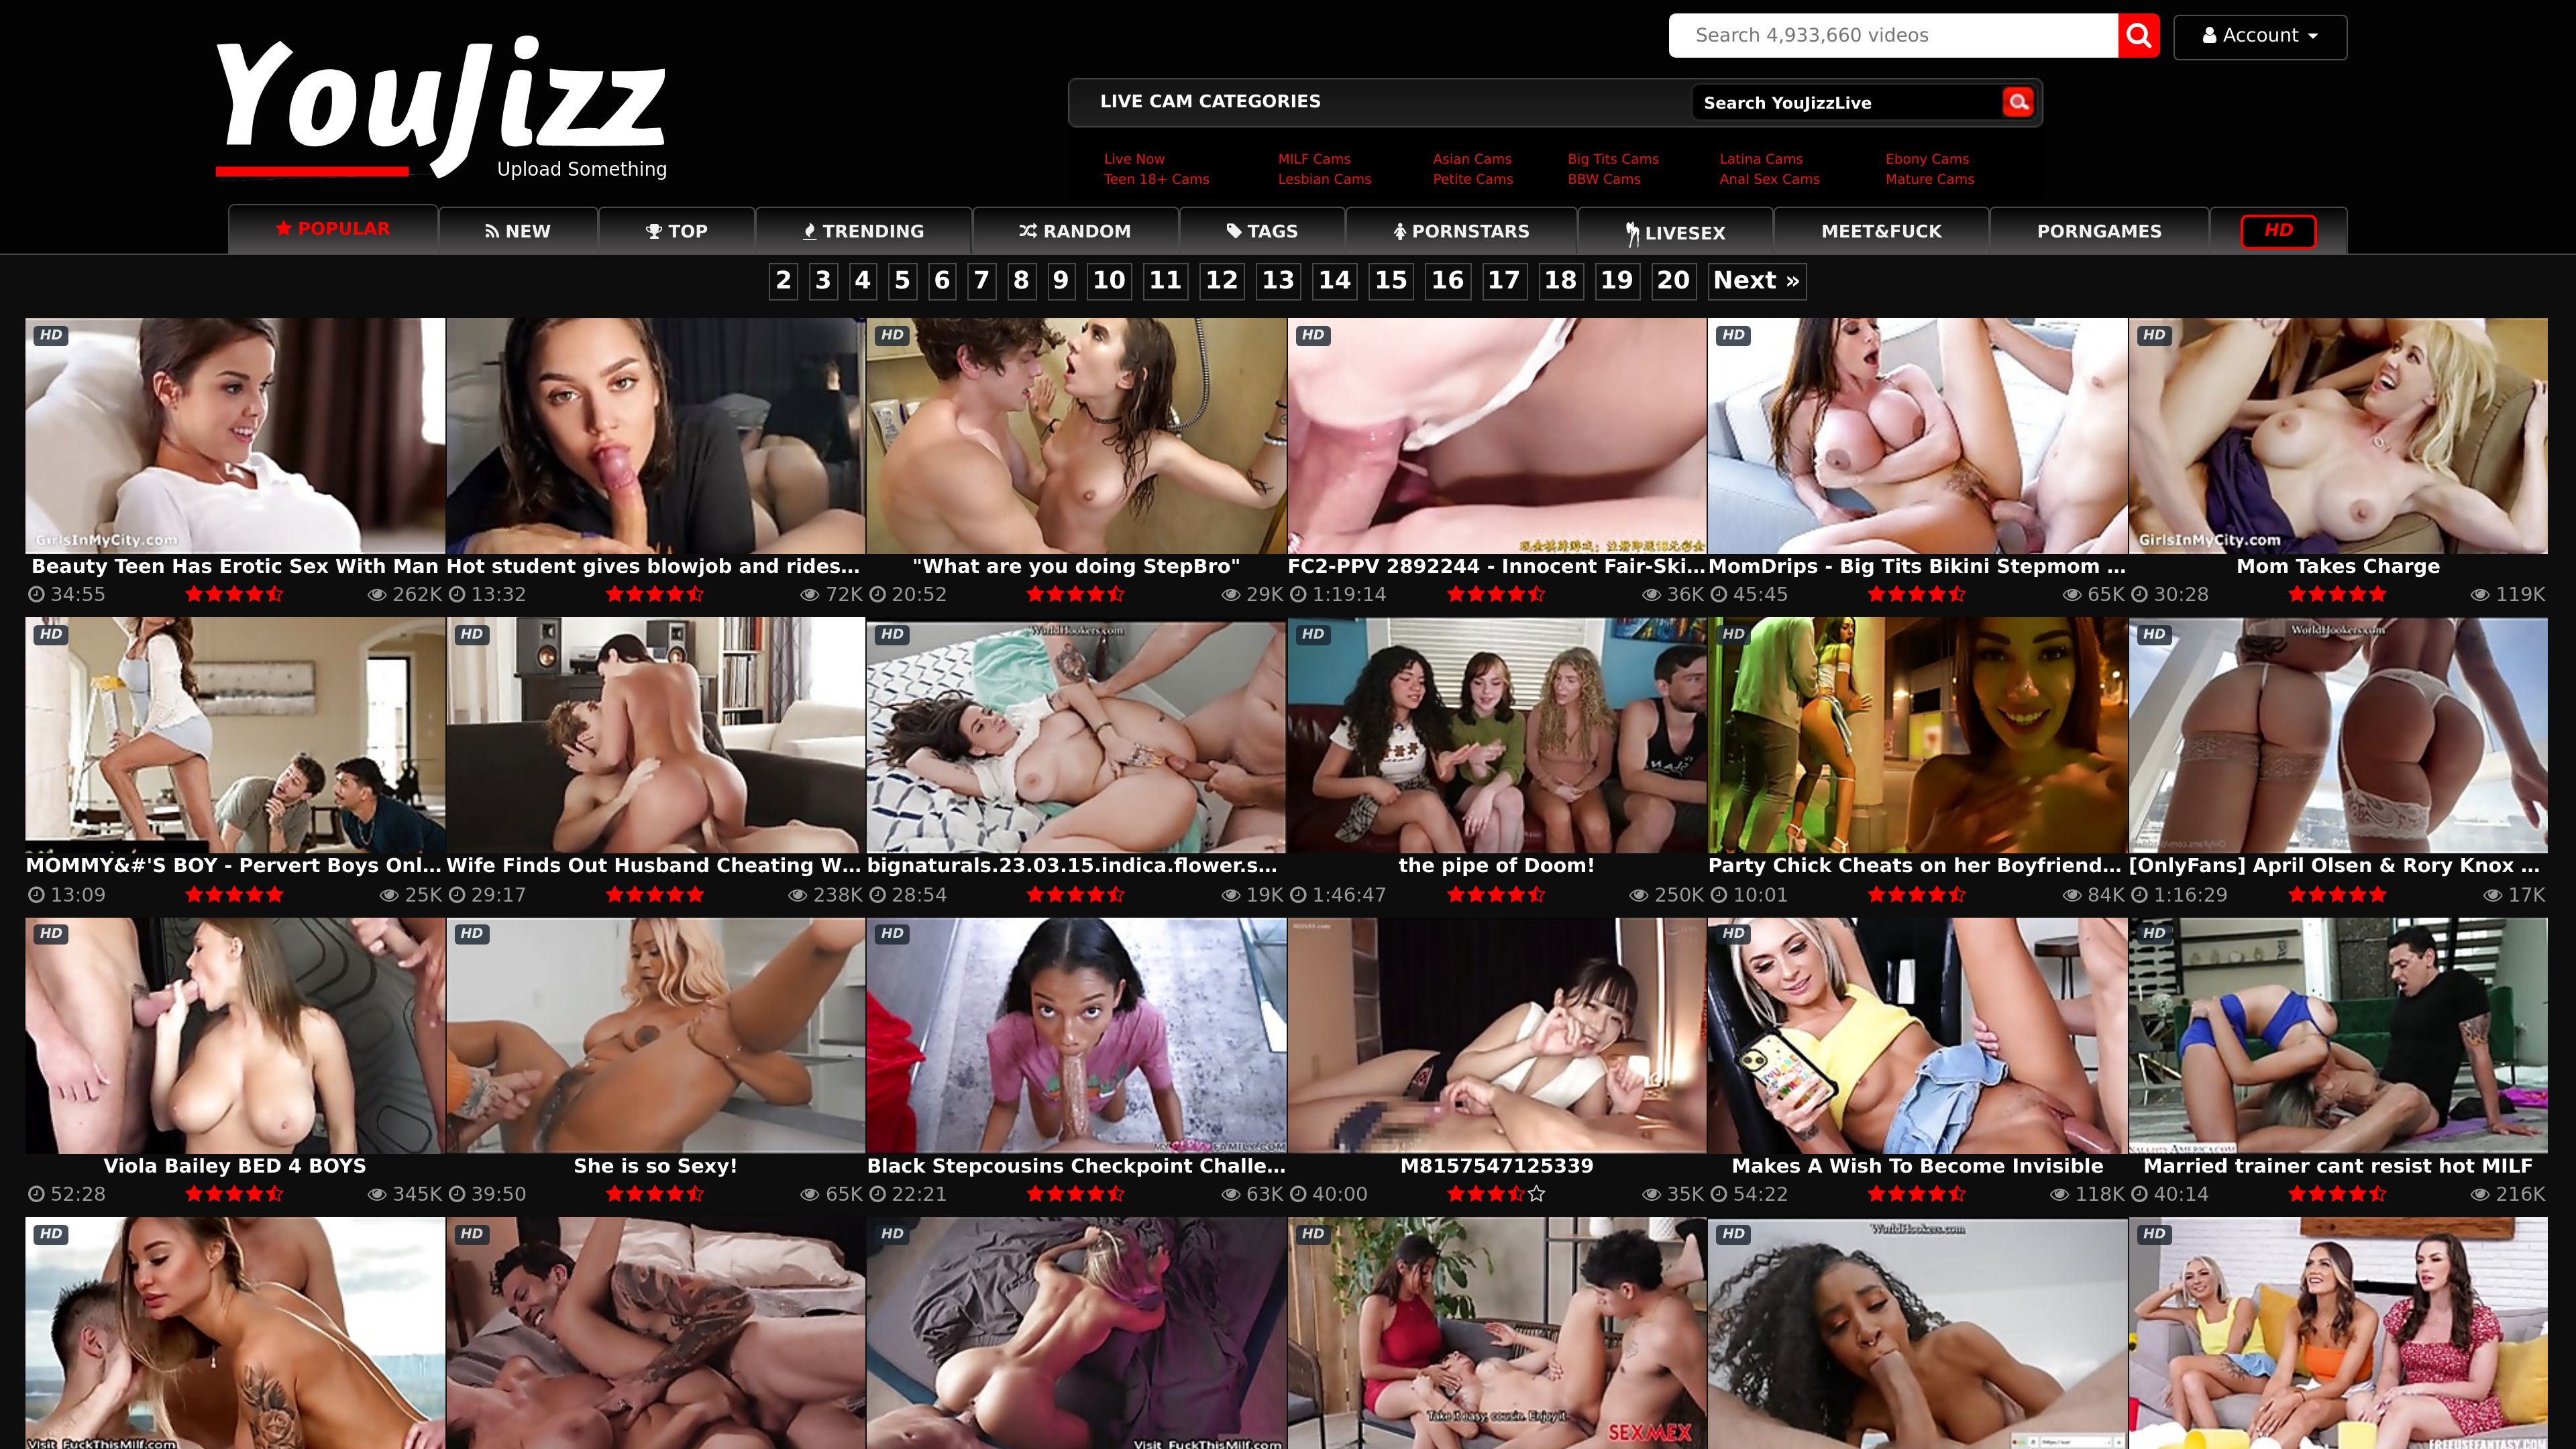 YouJizz
Upload Something
Search 4,933,660 videos
Account
LIVE CAM CATEGORIES
Search YouJizzLive
Live Now MILF Cams Asian Cams Big Tits Cams Latina Cams Ebony Cams
Teen 18+ Cams Lesbian Cams Petite Cams BBW Cams Anal Sex Cams Mature Cams
POPULAR NEW TOP TRENDING RANDOM TAGS PORNSTARS LIVESEX MEET&FUCK PORNGAMES HD
2 3 4 5 6 7 8 9 10 11 12 13 14 15 16 17 18 19 20 Next »
HD HD HD HD HD
GirlsInMyCity.com
GirlsInMyCity.com
Beauty Teen Has Erotic Sex With Man Hot student gives blowjob and rides... "What are you doing StepBro" FC2-PPV 2892244 - Innocent Fair-Ski... MomDrips - Big Tits Bikini Stepmom ... Mom Takes Charge
34:55 262K 13:32 72K 20:52 29K 1:19:14 36K 45:45 65K 30:28 119K
HD HD HD HD HD HD
WorldHookers.com
WorldHookers.com
MOMMY&#'S BOY - Pervert Boys Onl... Wife Finds Out Husband Cheating W... bignaturals.23.03.15.indica.flower.s... the pipe of Doom! Party Chick Cheats on her Boyfriend... [OnlyFans] April Olsen & Rory Knox ...
13:09 25K 29:17 238K 28:54 19K 1:46:47 250K 10:01 84K 1:16:29 17K
HD HD HD HD HD
NAUGHTY AMERICA.COM
Viola Bailey BED 4 BOYS She is so Sexy! Black Stepcousins Checkpoint Challe... M8157547125339 Makes A Wish To Become Invisible Married trainer cant resist hot MILF
52:28 345K 39:50 65K 22:21 63K 40:00 35K 54:22 118K 40:14 216K
HD HD HD HD HD HD
WorldHookers.com
Take it easy, cousin. Enjoy it.
SEXMEX
Visit FuckThisMilf.com
Visit FuckThisMilf.com
FREEUSEFANTASY.COM